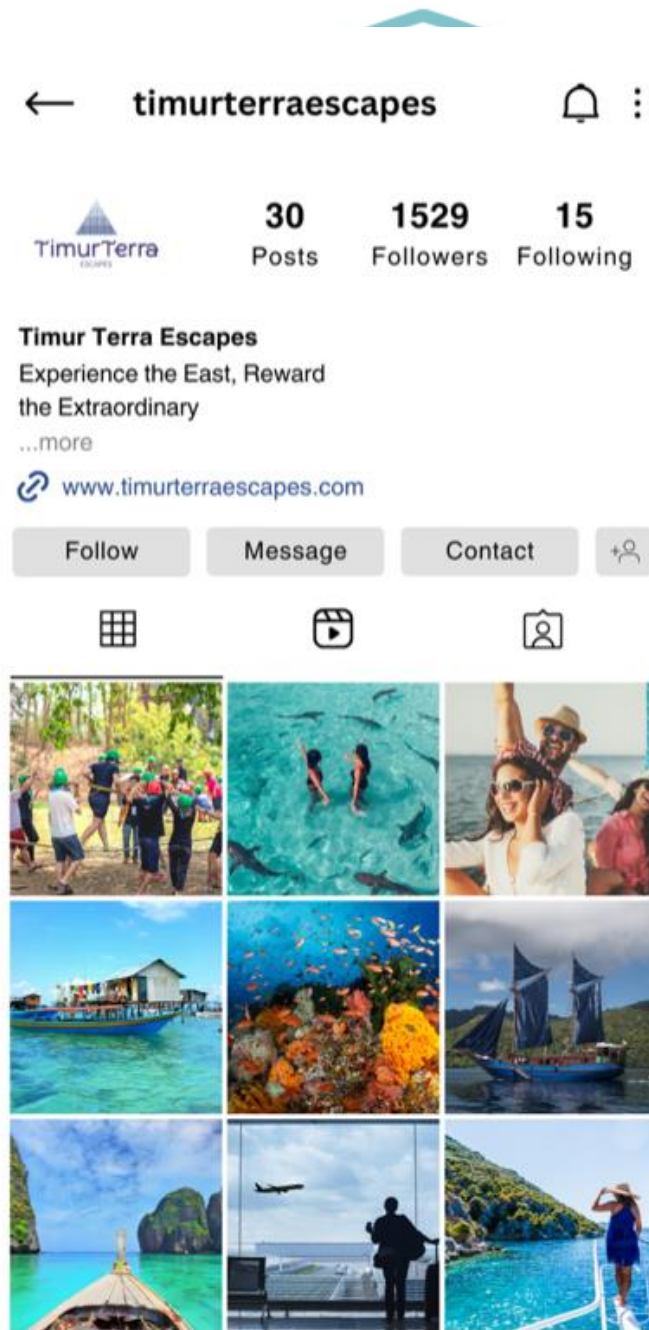 timurterraescapes
30 1529 15
Posts Followers Following
TimurTerra
ESCAPES
Timur Terra Escapes
Experience the East, Reward
the Extraordinary
...more
www.timurterraescapes.com
Follow Message Contact